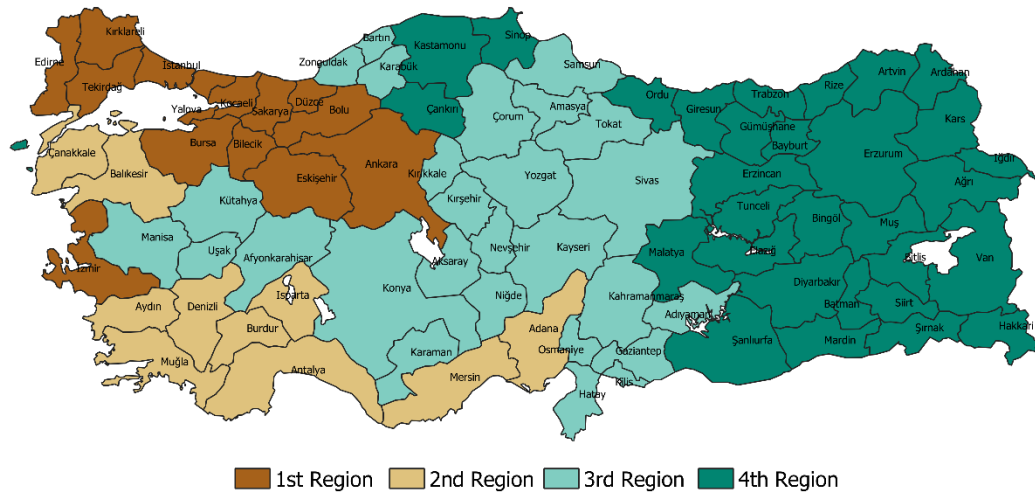 Kırklareli
Edirne
İstanbul
Tekirdağ
Yalova
Kocaeli
Sakarya
Düzce
Bolu
Zonguldak
Bartın
Karabük
Kastamonu
Sinop
Samsun
Çankırı
Çorum
Amasya
Tokat
Ordu
Giresun
Trabzon
Rize
Artvin
Ardahan
Gümüşhane
Bayburt
Kars
Iğdır
Ağrı
Erzurum
Erzincan
Çanakkale
Balıkesir
Bursa
Bilecik
Eskişehir
Ankara
Kırıkkale
Yozgat
Sivas
Kırşehir
Kütahya
Manisa
Uşak
Afyonkarahisar
İzmir
Nevşehir
Kayseri
Aksaray
Konya
Niğde
Tunceli
Bingöl
Muş
Elazığ
Malatya
Bitlis
Van
Diyarbakır
Batman
Siirt
Şırnak
Hakkari
Mardin
Şanlıurfa
Adıyaman
Kahramanmaraş
Aydın
Denizli
Isparta
Burdur
Muğla
Antalya
Karaman
Mersin
Adana
Osmaniye
Gaziantep
Kilis
Hatay
1st Region 2nd Region 3rd Region 4th Region